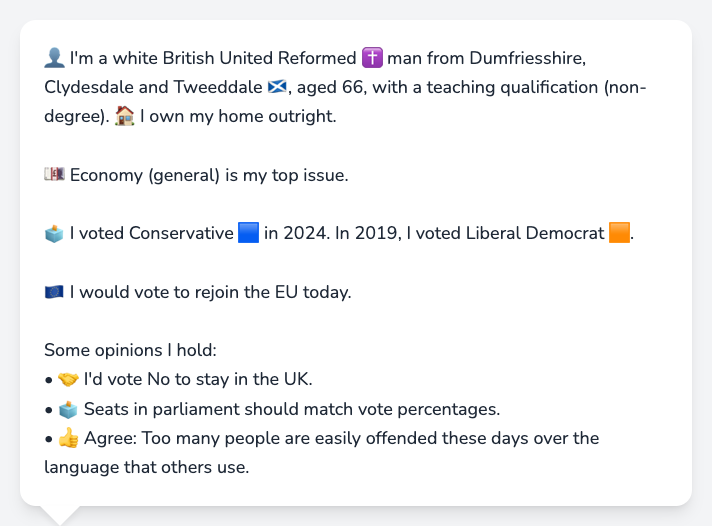 👤 I'm a white British United Reformed ✝️ man from Dumfriesshire,
Clydesdale and Tweeddale 🏴󠁧󠁢󠁳󠁣󠁴󠁿, aged 66, with a teaching qualification (non-
degree). 🏠 I own my home outright.
💷 Economy (general) is my top issue.
🗳️ I voted Conservative 🟦 in 2024. In 2019, I voted Liberal Democrat 🟧.
🇪🇺 I would vote to rejoin the EU today.
Some opinions I hold:
• 🤝 I'd vote No to stay in the UK.
• 🗳️ Seats in parliament should match vote percentages.
• 👍 Agree: Too many people are easily offended these days over the
language that others use.